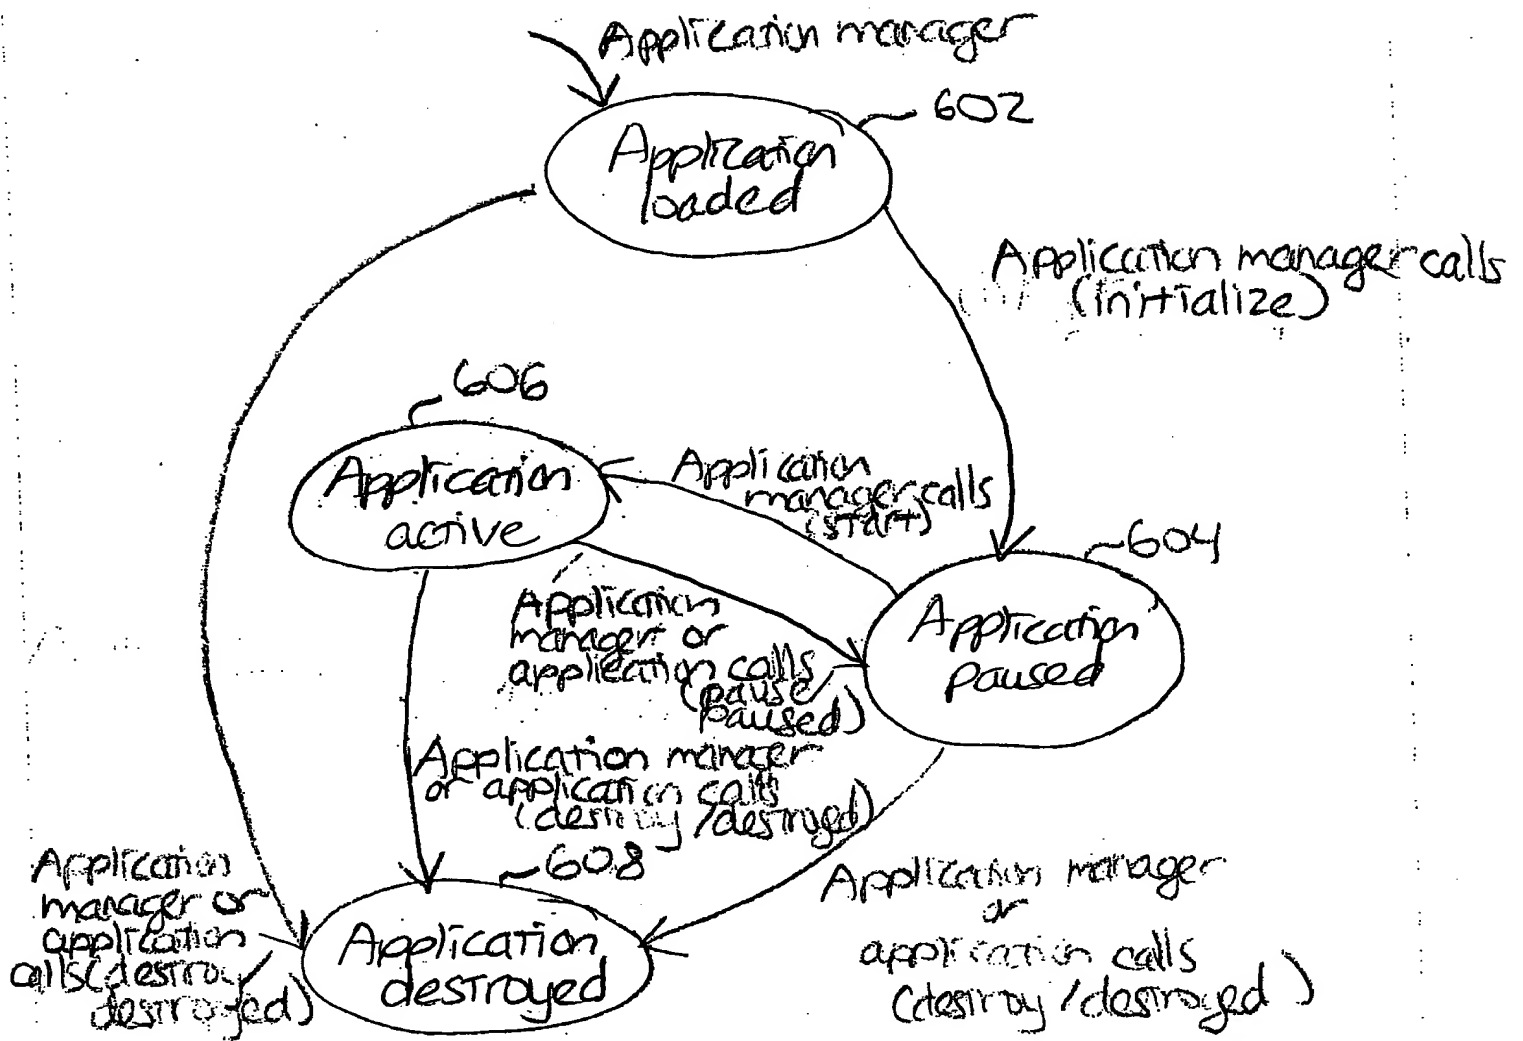 Application manager
602
Application
loaded
Application manager calls
(initialize)
606
Application
active
Application
manager calls
(start)
604
Application
paused
Application
manager or
application calls
(pause/
paused)
Application manager
or application calls
(destroy/destroyed)
608
Application
destroyed
Application
manager or
application
calls(destroy/
destroyed)
Application manager
or
application calls
(destroy/destroyed)